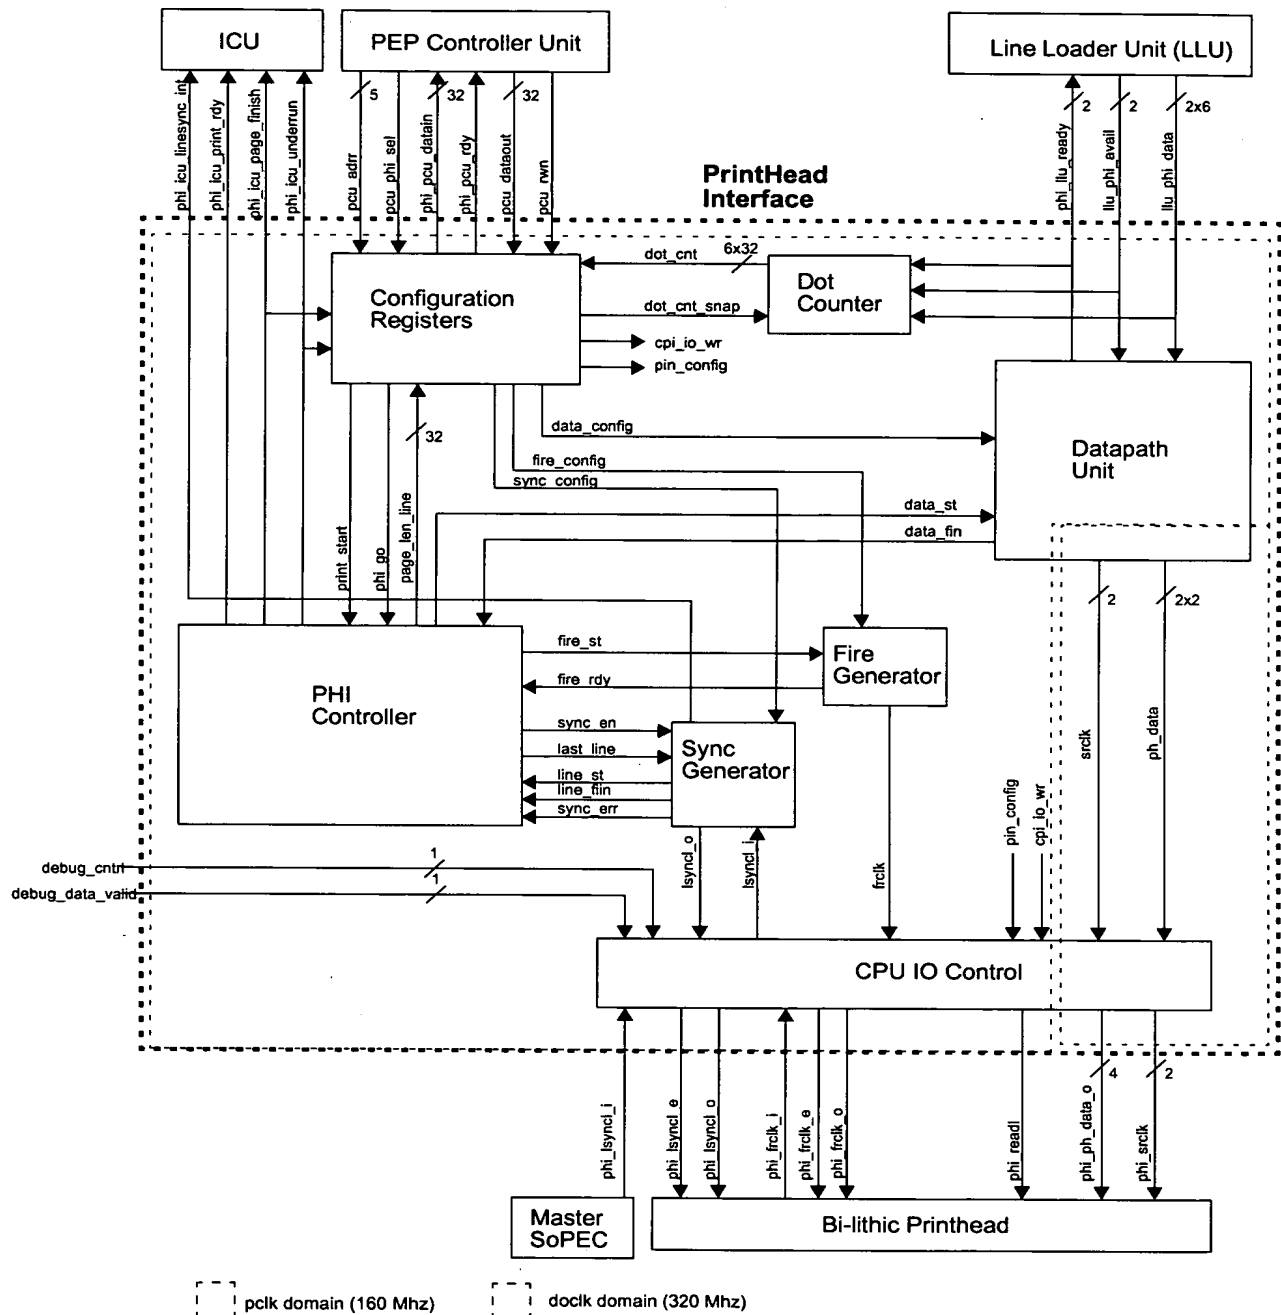 ICU
PEP Controller Unit
Line Loader Unit (LLU)
phi_icu_linesync_int
phi_icu_print_rdy
phi_icu_page_finish
phi_icu_underrun
pcu_adrr
5
pcu_phi_sel
phi_pcu_datain
32
phi_pcu_rdy
pcu_dataout
32
pcu_rwn
phi_llu_ready
2
llu_phi_avail
2
llu_phi_data
2x6
PrintHead
Interface
Configuration
Registers
dot_cnt
6x32
dot_cnt_snap
cpi_io_wr
pin_config
Dot
Counter
Datapath
Unit
data_config
fire_config
sync_config
data_st
data_fin
print_start
phi_go
page_len_line
32
PHI
Controller
fire_st
fire_rdy
Fire
Generator
sync_en
last_line
line_st
line_fiin
sync_err
Sync
Generator
2
srclk
2x2
ph_data
debug_cntrl
1
debug_data_valid
1
lsyncl_o
lsyncl_i
frclk
pin_config
cpi_io_wr
CPU IO Control
phi_lsyncl_i
phi_lsyncl_e
phi_lsyncl_o
phi_frclk_i
phi_frclk_e
phi_frclk_o
phi_readl
phi_ph_data_o
4
phi_srclk
2
Master
SoPEC
Bi-lithic Printhead
pclk domain (160 Mhz)
doclk domain (320 Mhz)